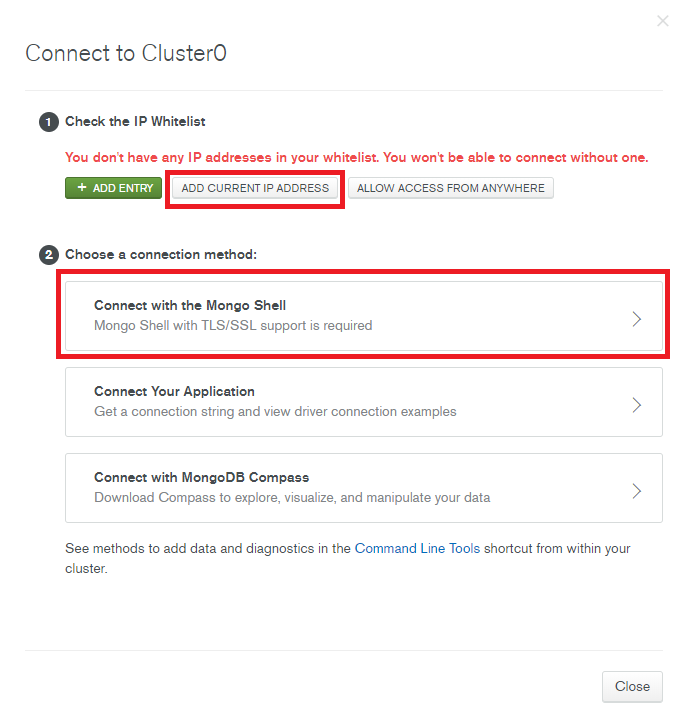 Connect to Cluster0
1 Check the IP Whitelist
You don't have any IP addresses in your whitelist. You won't be able to connect without one.
+ ADD ENTRY ADD CURRENT IP ADDRESS ALLOW ACCESS FROM ANYWHERE
2 Choose a connection method:
Connect with the Mongo Shell
Mongo Shell with TLS/SSL support is required
Connect Your Application
Get a connection string and view driver connection examples
Connect with MongoDB Compass
Download Compass to explore, visualize, and manipulate your data
See methods to add data and diagnostics in the Command Line Tools shortcut from within your
cluster.
Close